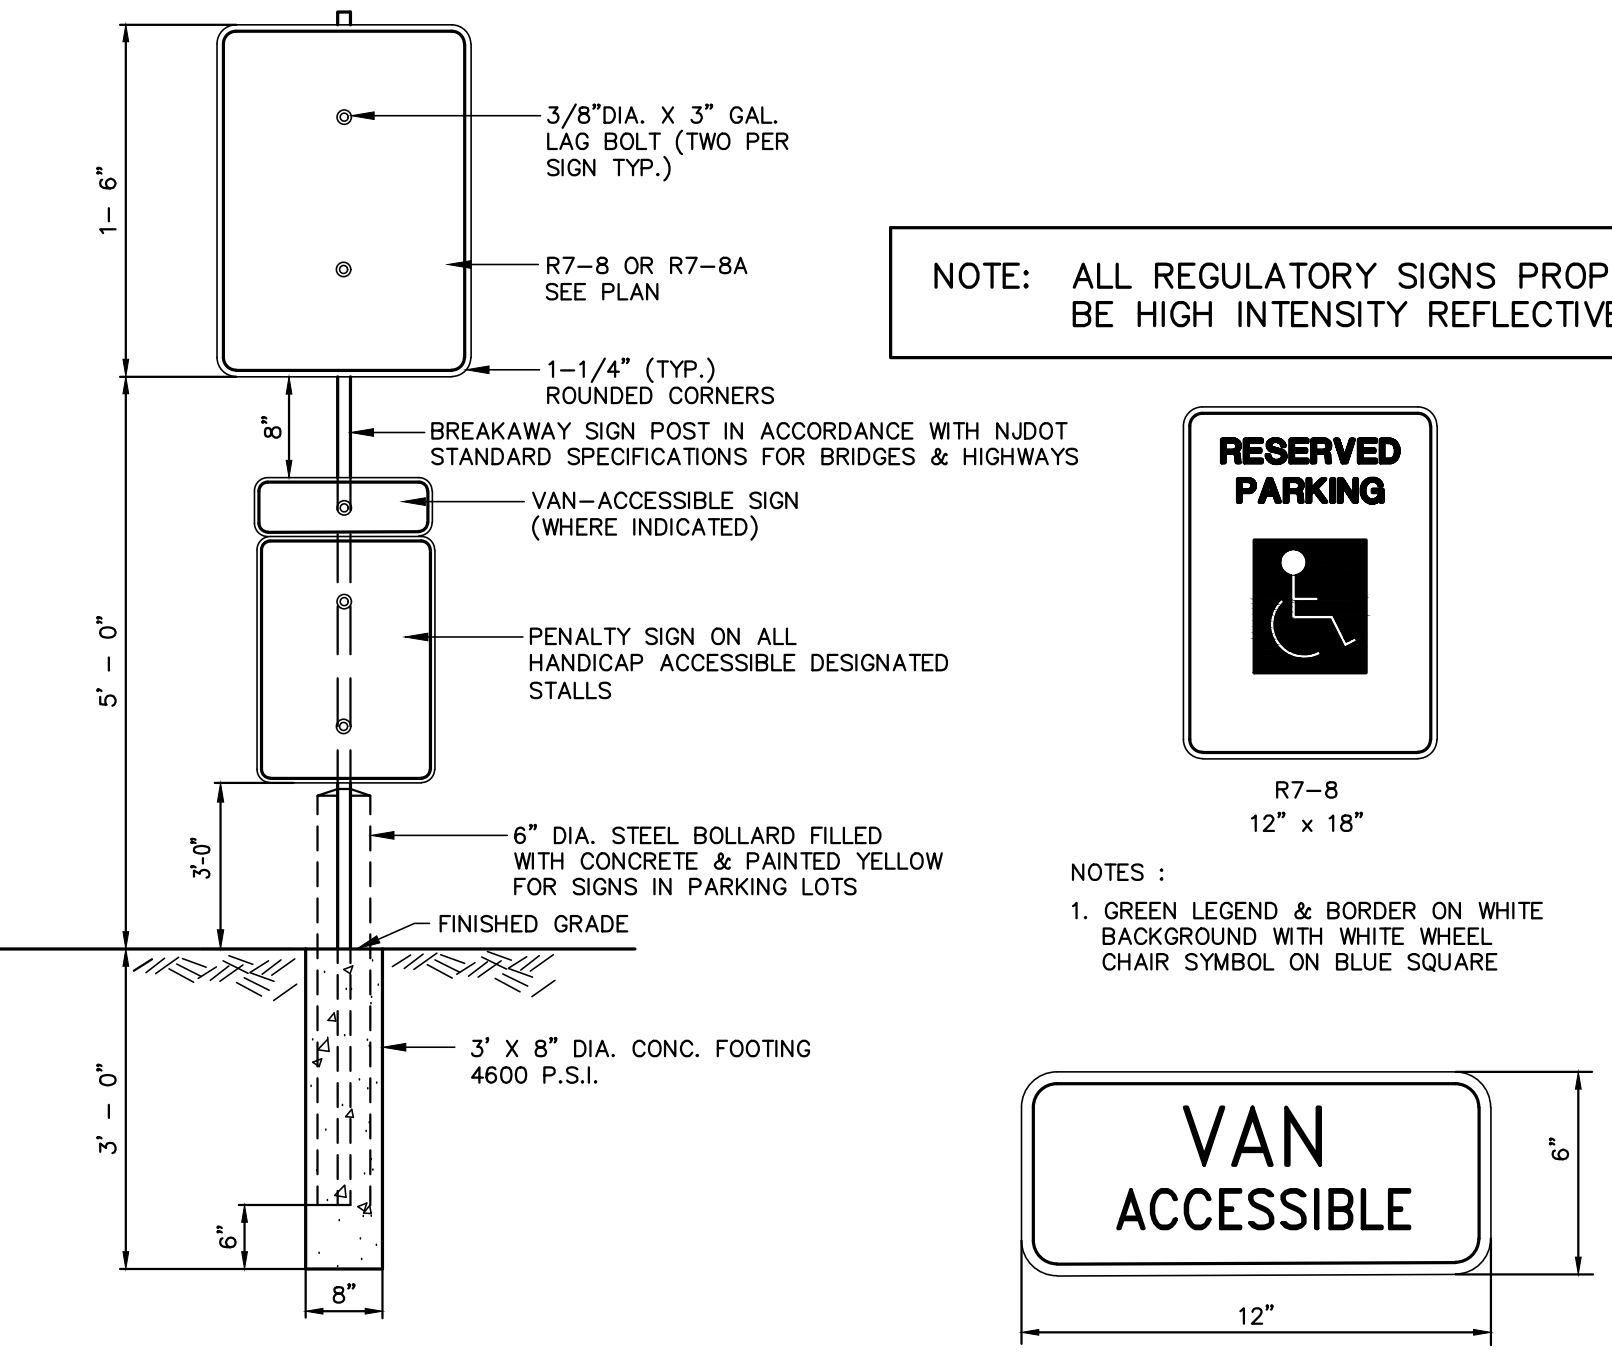 3/8”DIA. X 3” GAL.
LAG BOLT (TWO PER
SIGN TYP.)
1– 6”
R7–8 OR R7–8A
SEE PLAN
1–1/4” (TYP.)
ROUNDED CORNERS
8”
BREAKAWAY SIGN POST IN ACCORDANCE WITH NJDOT
STANDARD SPECIFICATIONS FOR BRIDGES & HIGHWAYS
VAN–ACCESSIBLE SIGN
(WHERE INDICATED)
5' – 0”
PENALTY SIGN ON ALL
HANDICAP ACCESSIBLE DESIGNATED
STALLS
3'-0"
6” DIA. STEEL BOLLARD FILLED
WITH CONCRETE & PAINTED YELLOW
FOR SIGNS IN PARKING LOTS
FINISHED GRADE
3' – 0”
3' X 8” DIA. CONC. FOOTING
4600 P.S.I.
6”
8”
NOTE: ALL REGULATORY SIGNS PROP
BE HIGH INTENSITY REFLECTIVE
RESERVED
PARKING
R7–8
12” x 18”
NOTES :
1. GREEN LEGEND & BORDER ON WHITE
BACKGROUND WITH WHITE WHEEL
CHAIR SYMBOL ON BLUE SQUARE
VAN
ACCESSIBLE
6”
12”